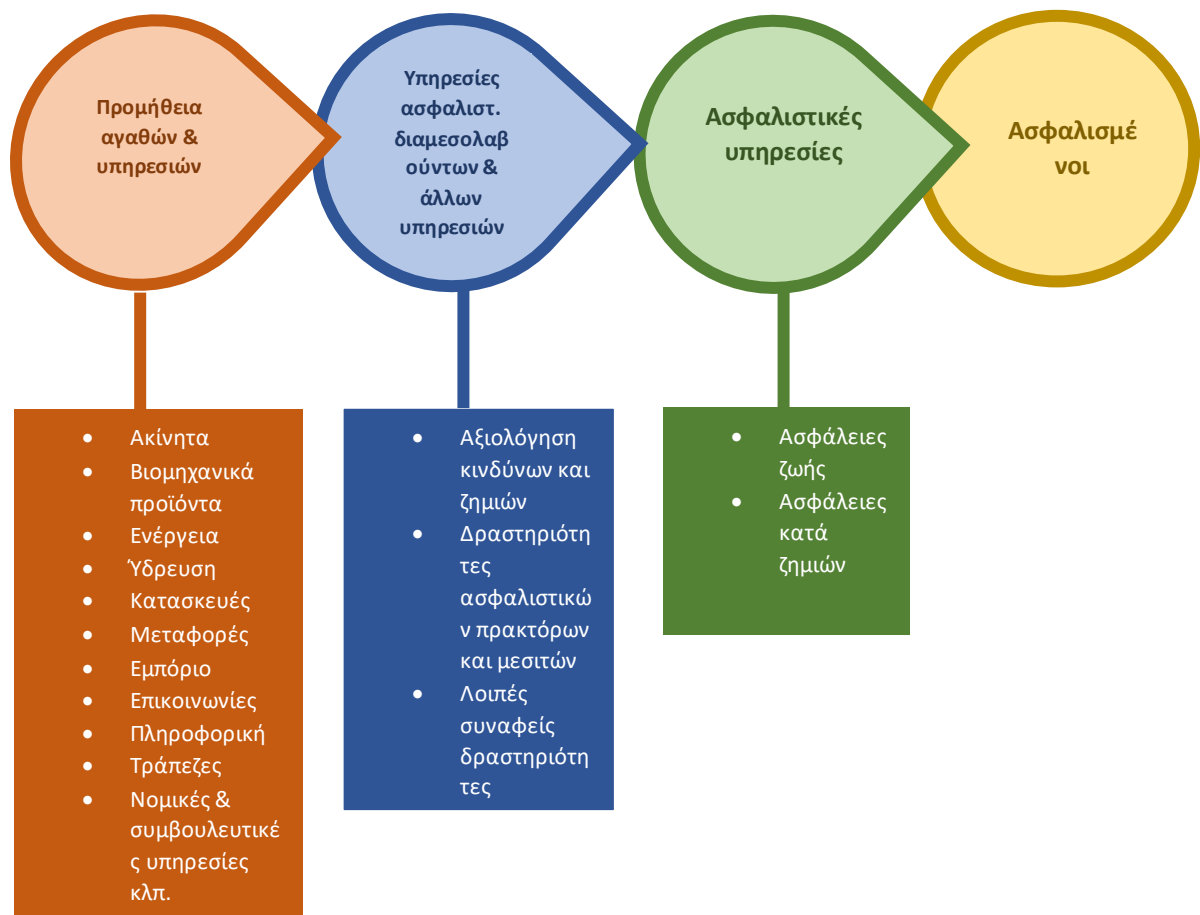 Προμήθεια
αγαθών &
υπηρεσιών
Υπηρεσίες
ασφαλιστ.
διαμεσολαβ
ούντων &
άλλων
υπηρεσιών
Ασφαλιστικές
υπηρεσίες
Ασφαλισμέ
νοι
• Ακίνητα
• Βιομηχανικά
προϊόντα
• Ενέργεια
• Ύδρευση
• Κατασκευές
• Μεταφορές
• Εμπόριο
• Επικοινωνίες
• Πληροφορική
• Τράπεζες
• Νομικές &
συμβουλευτικέ
ς υπηρεσίες
κλπ.
• Αξιολόγηση
κινδύνων και
ζημιών
• Δραστηριότη
τες
ασφαλιστικώ
ν πρακτόρων
και μεσιτών
• Λοιπές
συναφείς
δραστηριότη
τες
• Ασφάλειες
ζωής
• Ασφάλειες
κατά
ζημιών